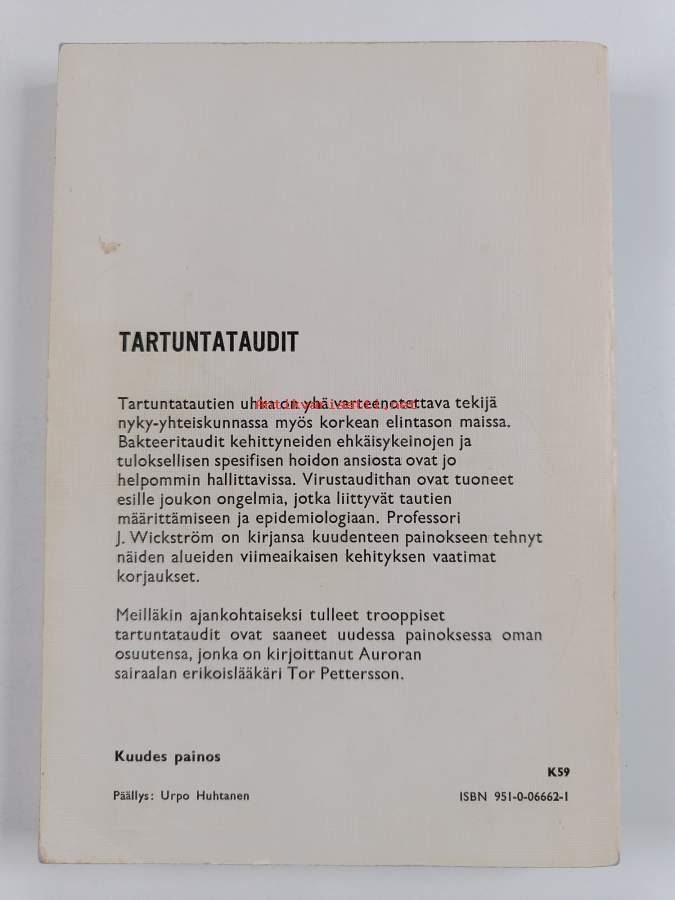 TARTUNTATAUDIT
Tartuntatautien uhka on yhä varteenotettava tekijä
Antikvariaatti.net
nyky-yhteiskunnassa myös korkean elintason maissa.
Bakteeritaudit kehittyneiden ehkäisykeinojen ja
tuloksellisen spesifisen hoidon ansiosta ovat jo
helpommin hallittavissa. Virustaudithan ovat tuoneet
esille joukon ongelmia, jotka liittyvät tautien
määrittämiseen ja epidemiologiaan. Professori
J. Wickström on kirjansa kuudenteen painokseen tehnyt
näiden alueiden viimeaikaisen kehityksen vaatimat
korjaukset.
Meilläkin ajankohtaiseksi tulleet trooppiset
tartuntataudit ovat saaneet uudessa painoksessa oman
osuutensa, jonka on kirjoittanut Auroran
sairaalan erikoislääkäri Tor Pettersson.
Kuudes painos
K59
Päällys: Urpo Huhtanen
ISBN 951-0-06662-1